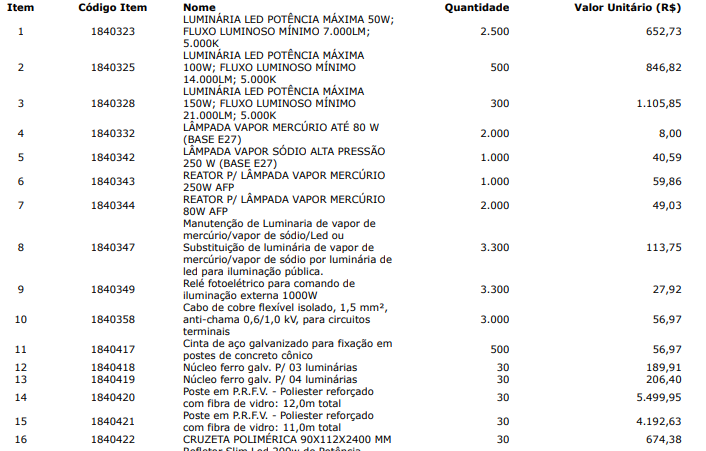 Item Código Item Nome Quantidade Valor Unitário (R$)
LUMINÁRIA LED POTÊNCIA MÁXIMA 50W;
1 1840323 FLUXO LUMINOSO MÍNIMO 7.000LM; 2.500 652,73
5.000K
LUMINÁRIA LED POTÊNCIA MÁXIMA
2 1840325 100W; FLUXO LUMINOSO MÍNIMO 500 846,82
14.000LM; 5.000K
LUMINÁRIA LED POTÊNCIA MÁXIMA
3 1840328 150W; FLUXO LUMINOSO MÍNIMO 300 1.105,85
21.000LM; 5.000K
4 1840332 LÂMPADA VAPOR MERCÚRIO ATÉ 80 W 2.000 8,00
(BASE E27)
5 1840342 LÂMPADA VAPOR SÓDIO ALTA PRESSÃO 1.000 40,59
250 W (BASE E27)
6 1840343 REATOR P/ LÂMPADA VAPOR MERCÚRIO 1.000 59,86
250W AFP
7 1840344 REATOR P/ LÂMPADA VAPOR MERCÚRIO 2.000 49,03
80W AFP
Manutenção de Luminaria de vapor de
mercúrio/vapor de sódio/Led ou
8 1840347 Substituição de luminária de vapor de 3.300 113,75
mercúrio/vapor de sódio por luminária de
led para iluminação pública.
9 1840349 Relé fotoelétrico para comando de 3.300 27,92
iluminação externa 1000W
Cabo de cobre flexível isolado, 1,5 mm²,
10 1840358 anti-chama 0,6/1,0 kV, para circuitos 3.000 56,97
terminais
11 1840417 Cinta de aço galvanizado para fixação em 500 56,97
postes de concreto cônico
12 1840418 Núcleo ferro galv. P/ 03 luminárias 30 189,91
13 1840419 Núcleo ferro galv. P/ 04 luminárias 30 206,40
14 1840420 Poste em P.R.F.V. - Poliester reforçado 30 5.499,95
com fibra de vidro: 12,0m total
15 1840421 Poste em P.R.F.V. - Poliester reforçado 30 4.192,63
com fibra de vidro: 11,0m total
16 1840422 CRUZETA POLIMÉRICA 90X112X2400 MM 30 674,38
Refletor Slim Led 200w de Potência